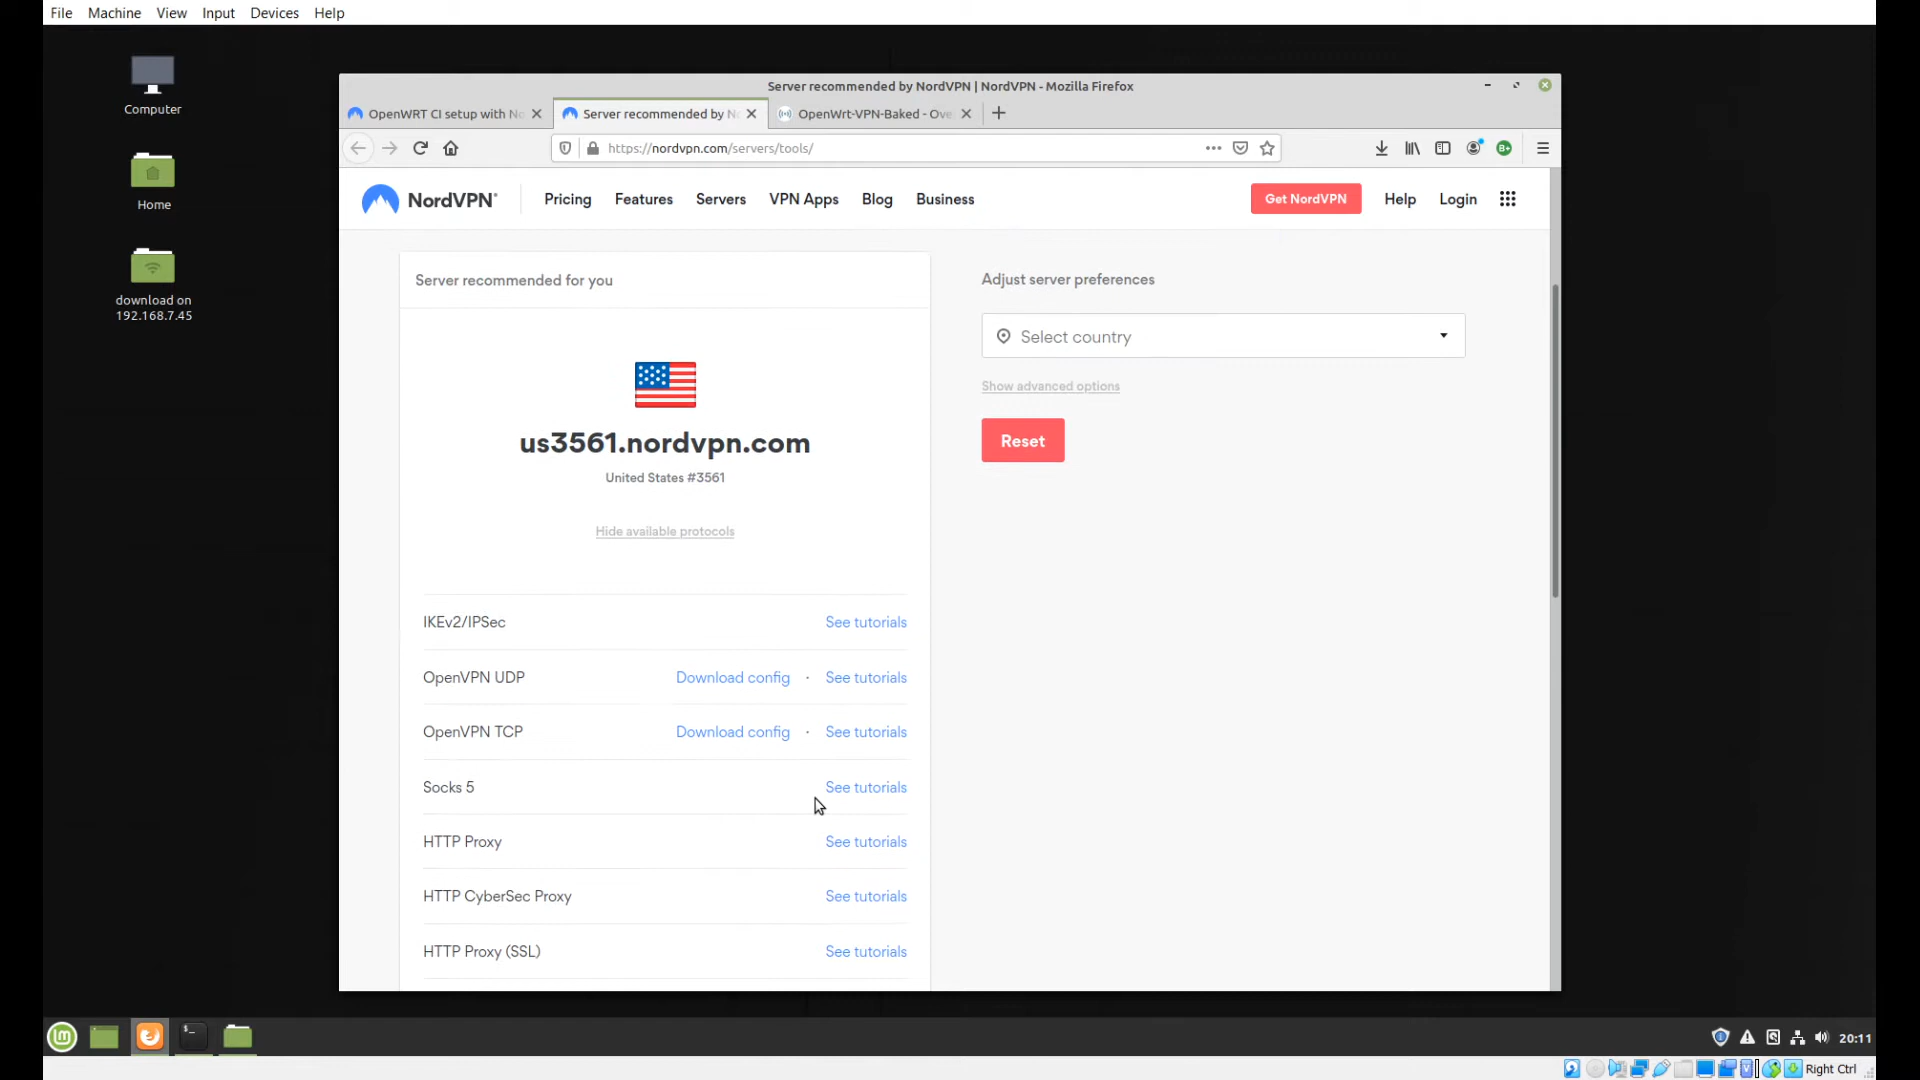 File Machine View Input Devices Help
Computer
Home
download on
192.168.7.45
Server recommended by NordVPN | NordVPN - Mozilla Firefox
OpenWRT CI setup with No
Server recommended by No
OpenWrt-VPN-Baked - Ove
https://nordvpn.com/servers/tools/
B+
NordVPN®
Pricing Features Servers VPN Apps Blog Business
Get NordVPN
Help
Login
Server recommended for you
us3561.nordvpn.com
United States #3561
Hide available protocols
IKEv2/IPSec See tutorials
OpenVPN UDP Download config · See tutorials
OpenVPN TCP Download config · See tutorials
Socks 5 See tutorials
HTTP Proxy See tutorials
HTTP CyberSec Proxy See tutorials
HTTP Proxy (SSL) See tutorials
Adjust server preferences
Select country
Show advanced options
Reset
20:11
Right Ctrl